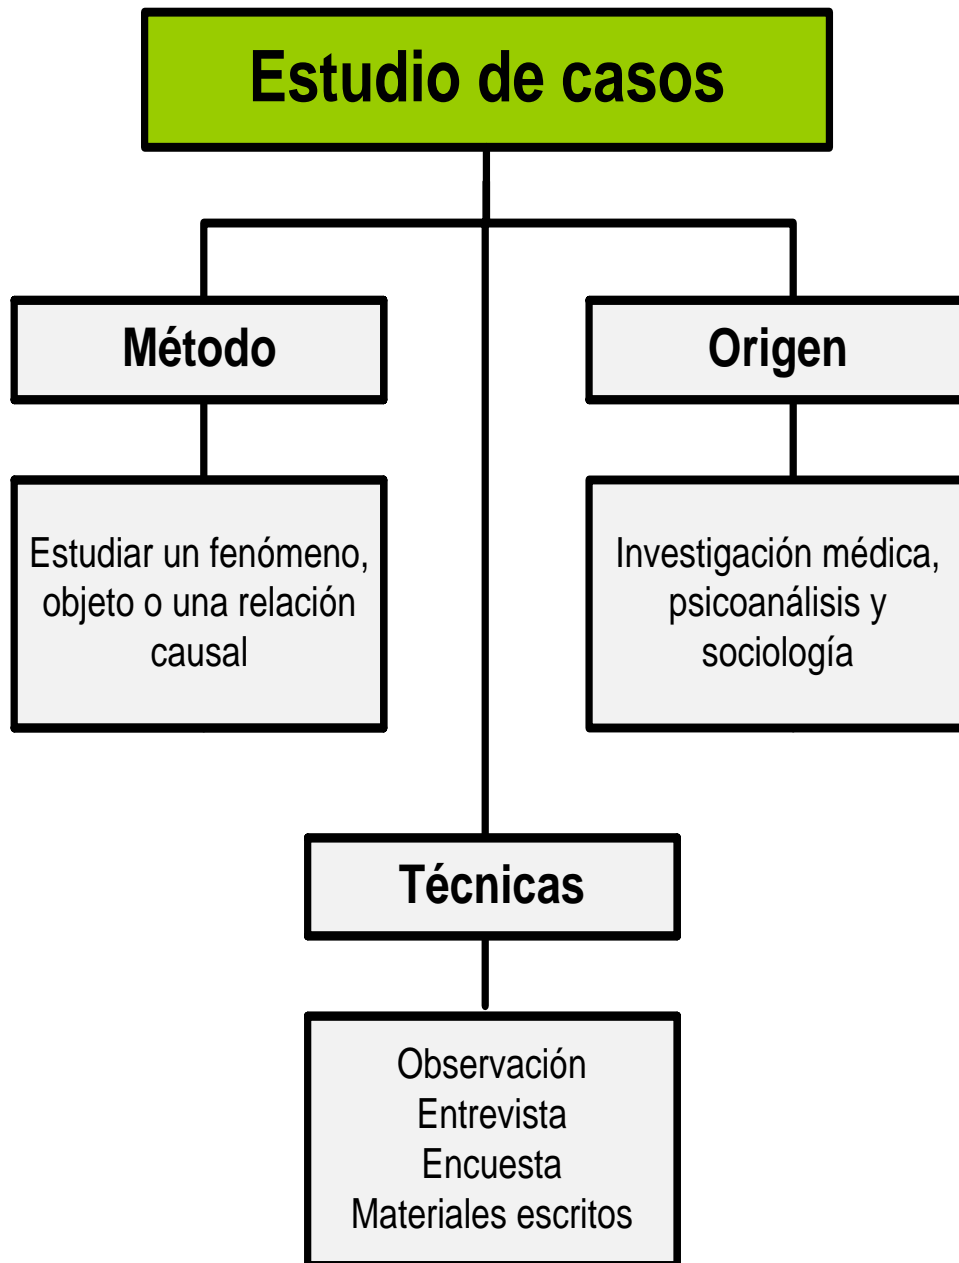 Estudio de casos
Método
Origen
Estudiar un fenómeno,
objeto o una relación
causal
Investigación médica,
psicoanálisis y
sociología
Técnicas
Observación
Entrevista
Encuesta
Materiales escritos